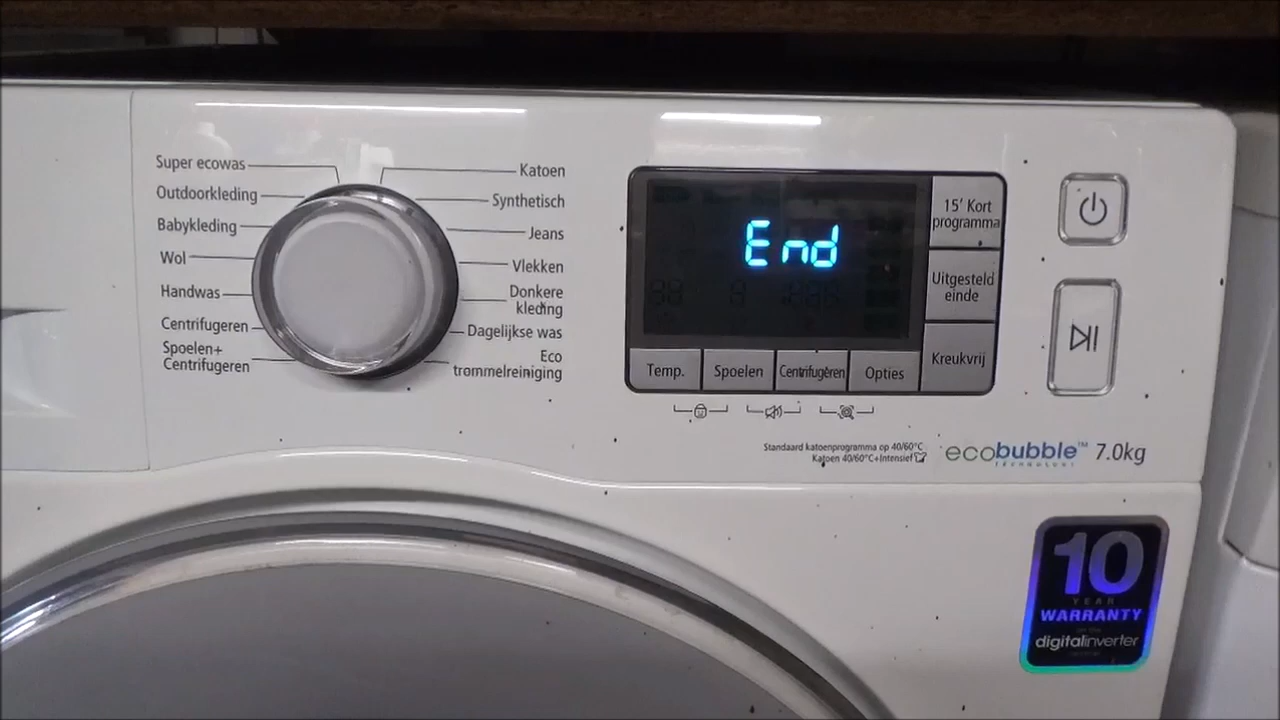 Super ecowas
Outdoorkleding
Babykleding
Wol
Handwas
Centrifugeren
Spoelen+
Centrifugeren
Katoen
Synthetisch
Jeans
Vlekken
Donkere
kleding
Dagelijkse was
Eco
trommelreiniging
End
15' Kort
programma
Uitgesteld
einde
Kreukvrij
Temp.
Spoelen
Centrifugeren
Opties
Standaard katoenprogramma op 40/60°C
Katoen 40/60°C+Intensief
ecobubble™ 7.0kg
TECHNOLOGY
10
YEAR
WARRANTY
digitalinverter